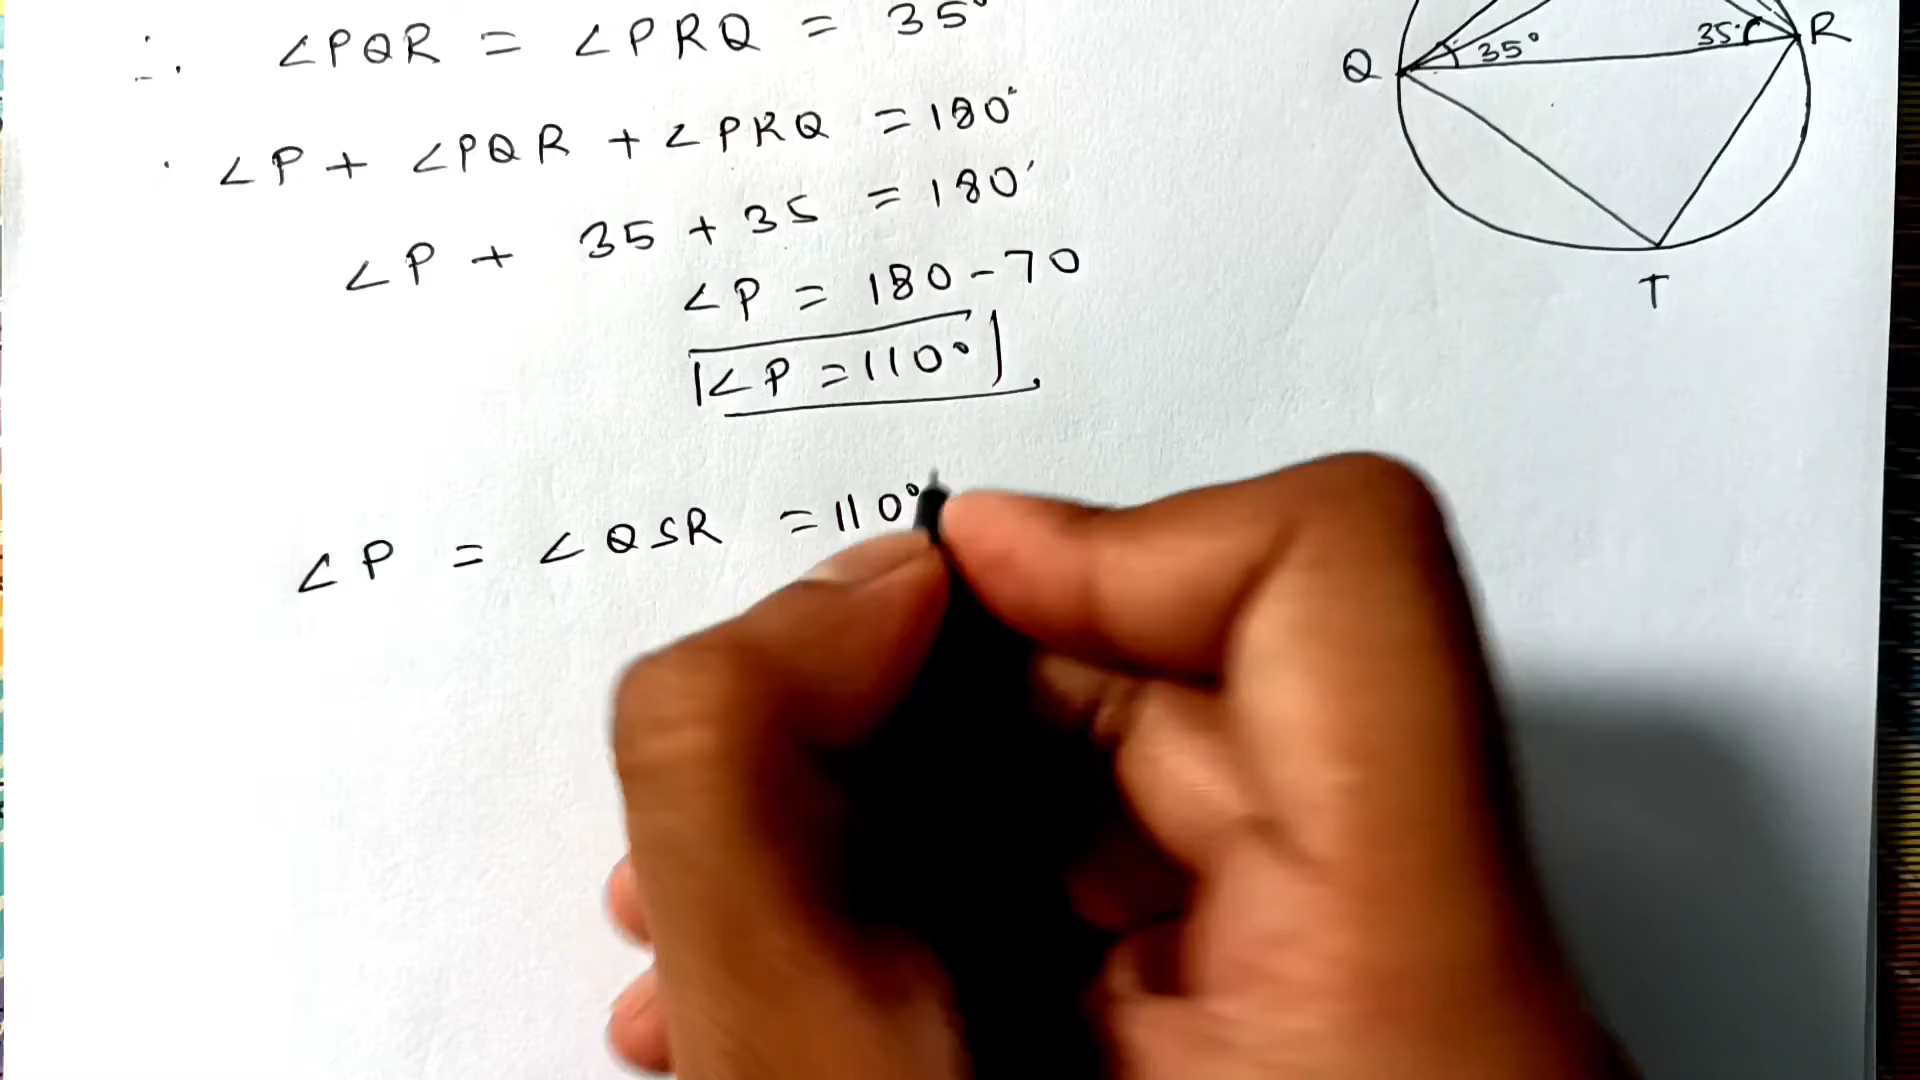 ∴ ∠PQR = ∠PRQ = 35°
∠P + ∠PQR + ∠PRQ = 180°
∠P + 35 + 35 = 180°
∠P = 180 - 70
∠P = 110°
∠P = ∠QSR = 110°
Q 35° 35° R
T